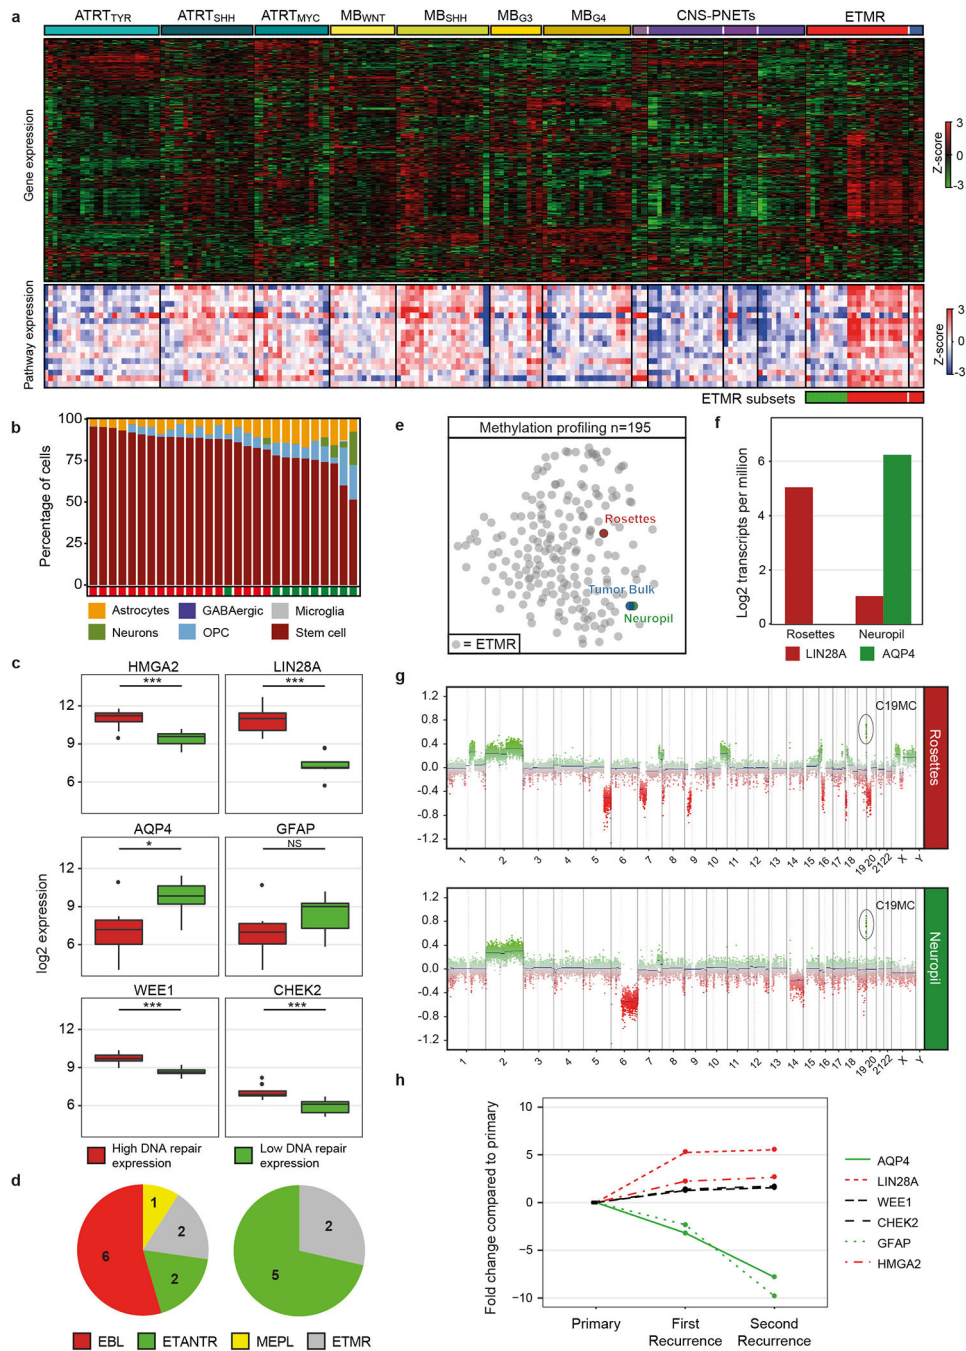 a
ATRTTYR ATRTSHH ATRTMYC MBWNT MBSHH MBG3 MBG4 CNS-PNETs ETMR
Gene expression
3
0
-3
Z-score
Pathway expression
3
0
-3
Z-score
ETMR subsets
b
Percentage of cells
100
75
50
25
0
Astrocytes GABAergic Microglia
Neurons OPC Stem cell
c
log2 expression
HMGA2 LIN28A
*** ***
12
9
6
AQP4 GFAP
* NS
12
9
6
WEE1 CHEK2
*** ***
12
9
6
High DNA repair expression
Low DNA repair expression
d
1
2
2
6
2
5
EBL ETANTR MEPL ETMR
e
Methylation profiling n=195
Rosettes
Tumor Bulk
Neuropil
= ETMR
f
Log2 transcripts per million
6
4
2
0
Rosettes Neuropil
LIN28A AQP4
g
1.2
0.8
0.4
0.0
-0.4
-0.8
-1.2
C19MC
Rosettes
1 2 3 4 5 6 7 8 9 10 11 12 13 14 15 16 17 18 19 20 21 22 X Y
1.2
0.8
0.4
0.0
-0.4
-0.8
-1.2
C19MC
Neuropil
1 2 3 4 5 6 7 8 9 10 11 12 13 14 15 16 17 18 19 20 21 22 X Y
h
Fold change compared to primary
10
5
0
−5
−10
Primary First Recurrence Second Recurrence
AQP4
LIN28A
WEE1
CHEK2
GFAP
HMGA2